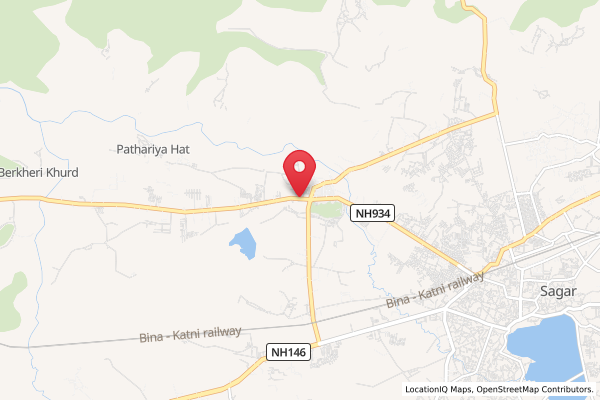 Pathariya Hat
Berkheri Khurd
NH934
Bina - Katni railway
Sagar
Bina - Katni railway
NH146
LocationIQ Maps, OpenStreetMap Contributors.